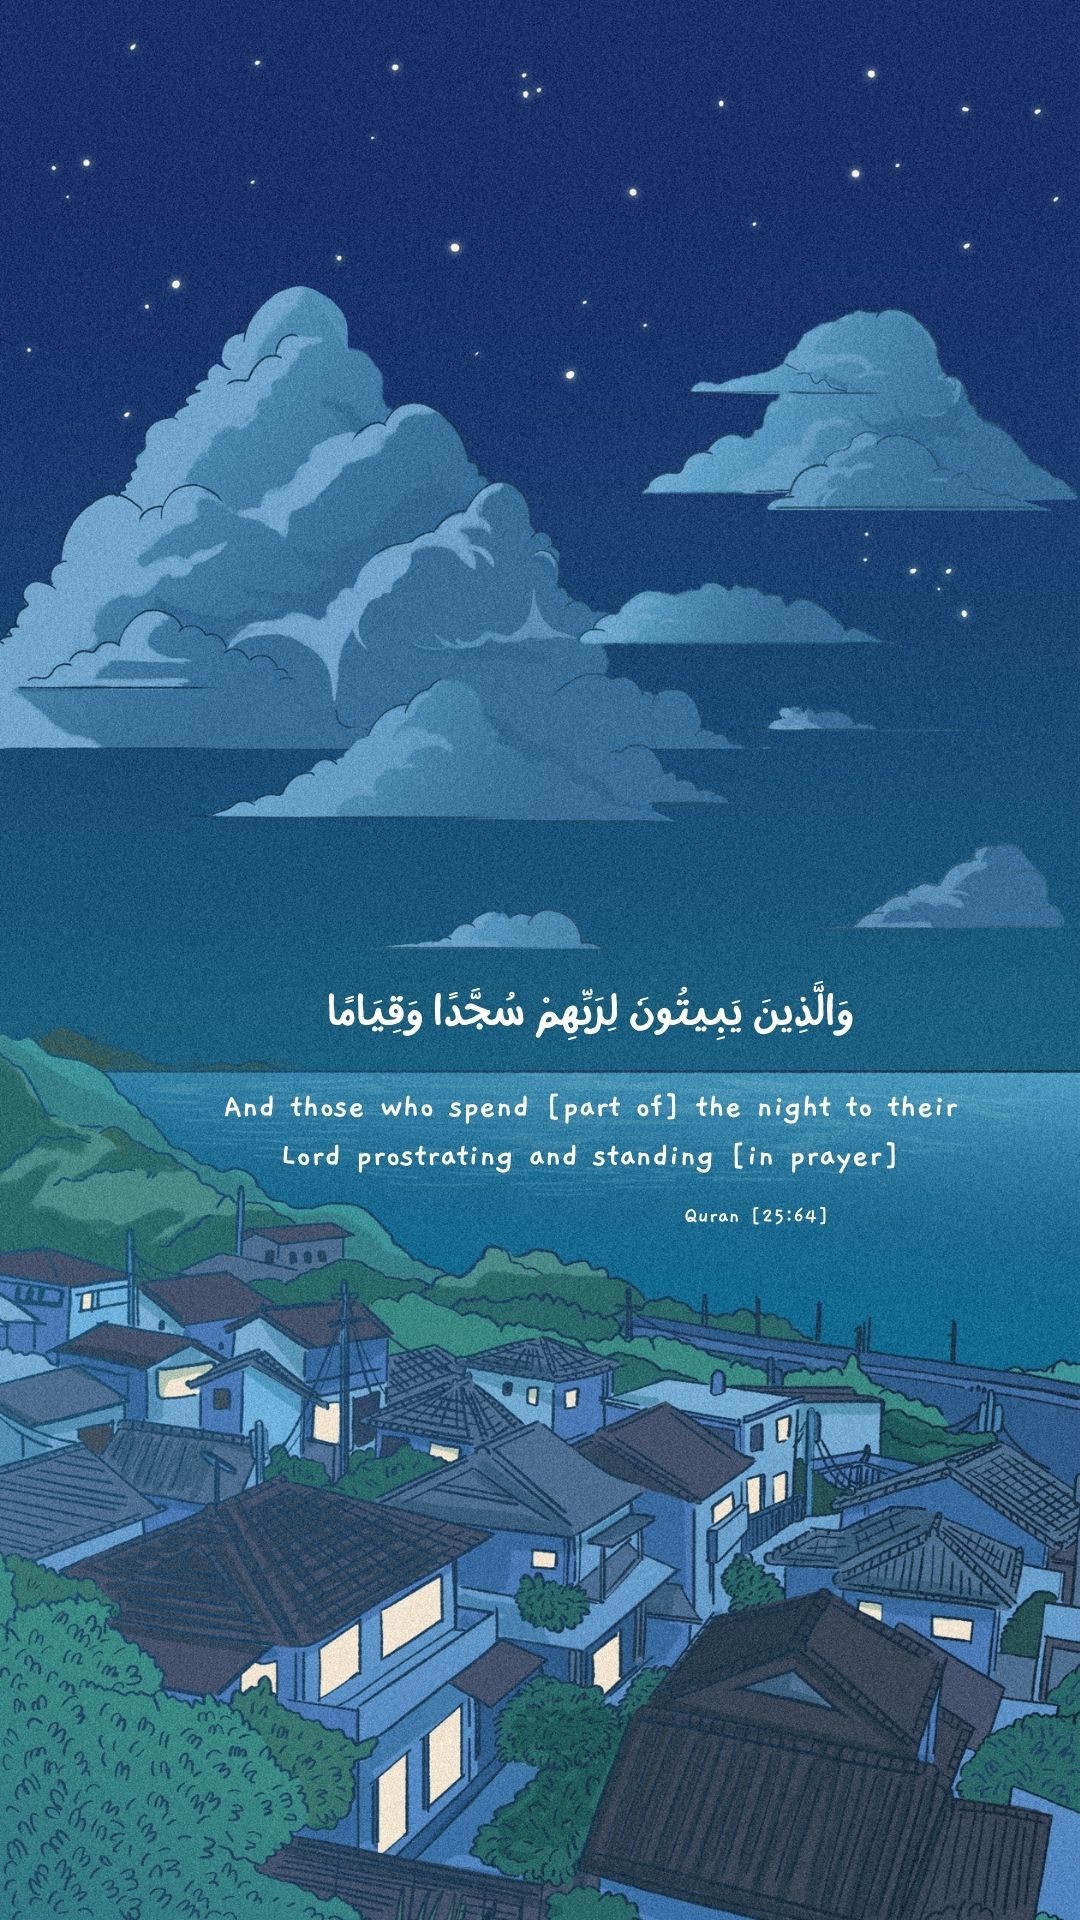 وَالَّذِينَ يَبِيتُونَ لِرَبِّهِمْ سُجَّدًا وَقِيَامًا
And those who spend [part of] the night to their
Lord prostrating and standing [in prayer]
Quran [25:64]